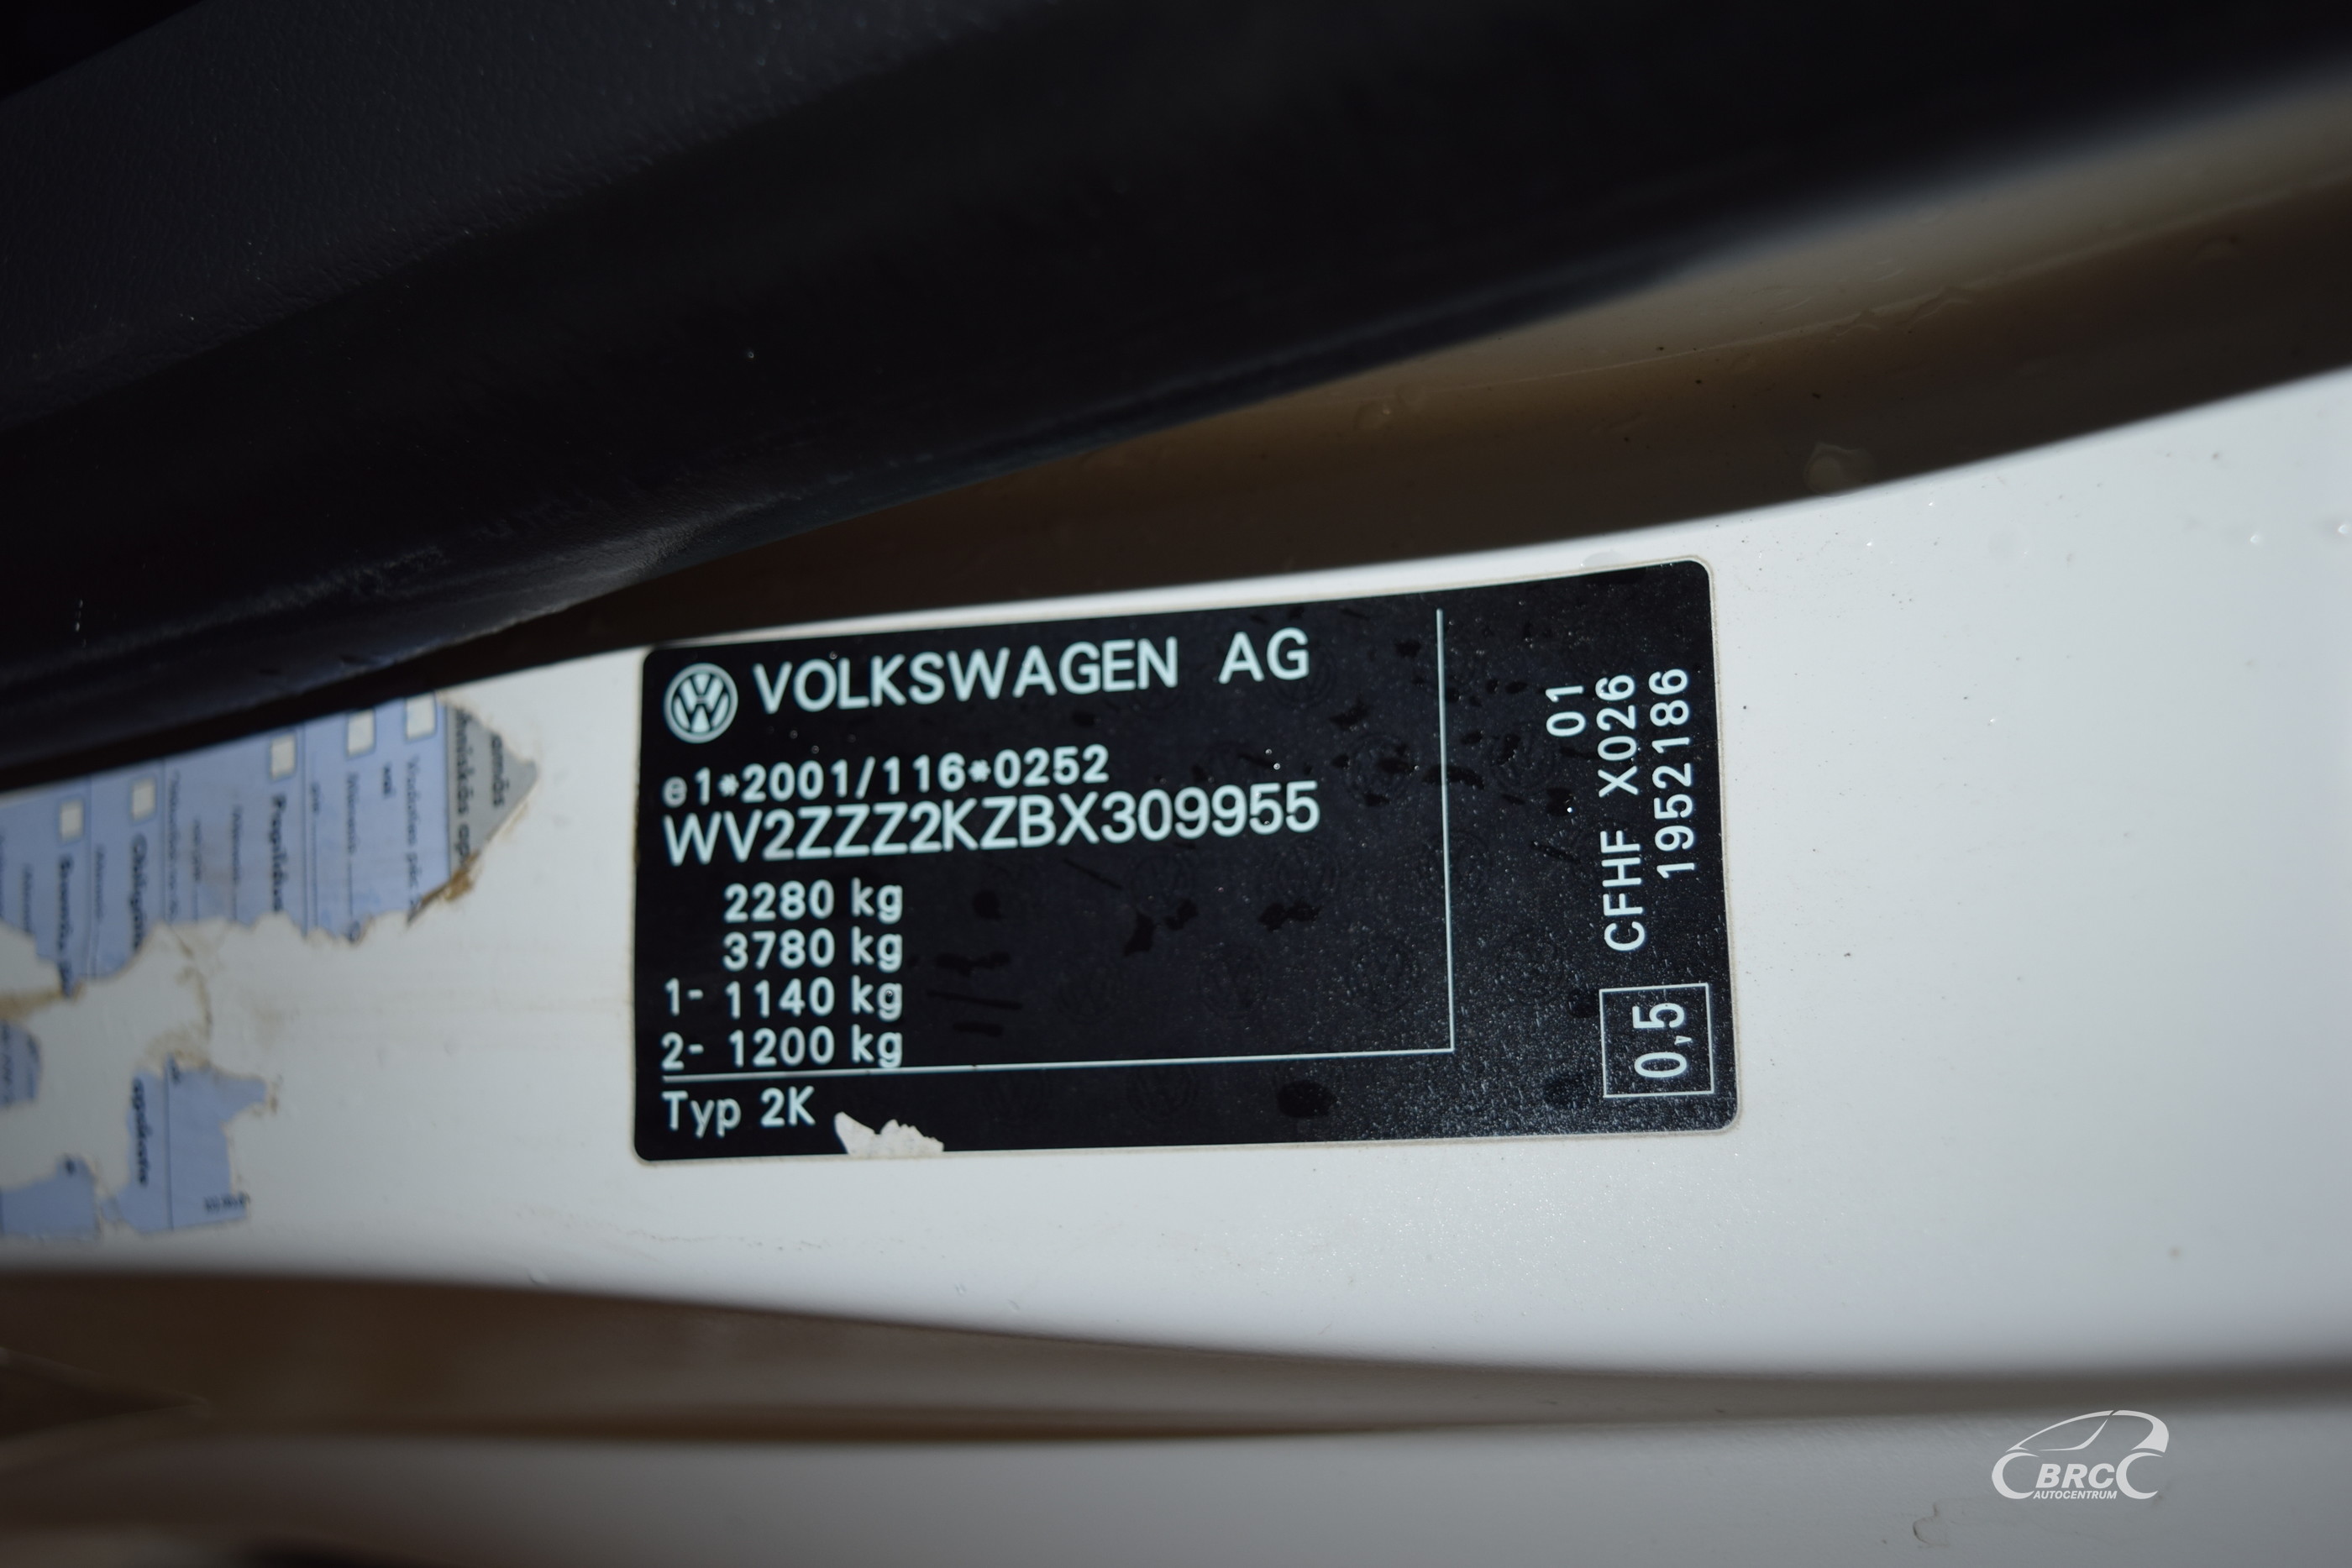 VOLKSWAGEN AG
e1*2001/116*0252
WV2ZZZ2KZBX309955
2280 kg
3780 kg
1- 1140 kg
2- 1200 kg
Typ 2K
01
CFHF X026
1952186
0,5
BRC
AUTOCENTRUM